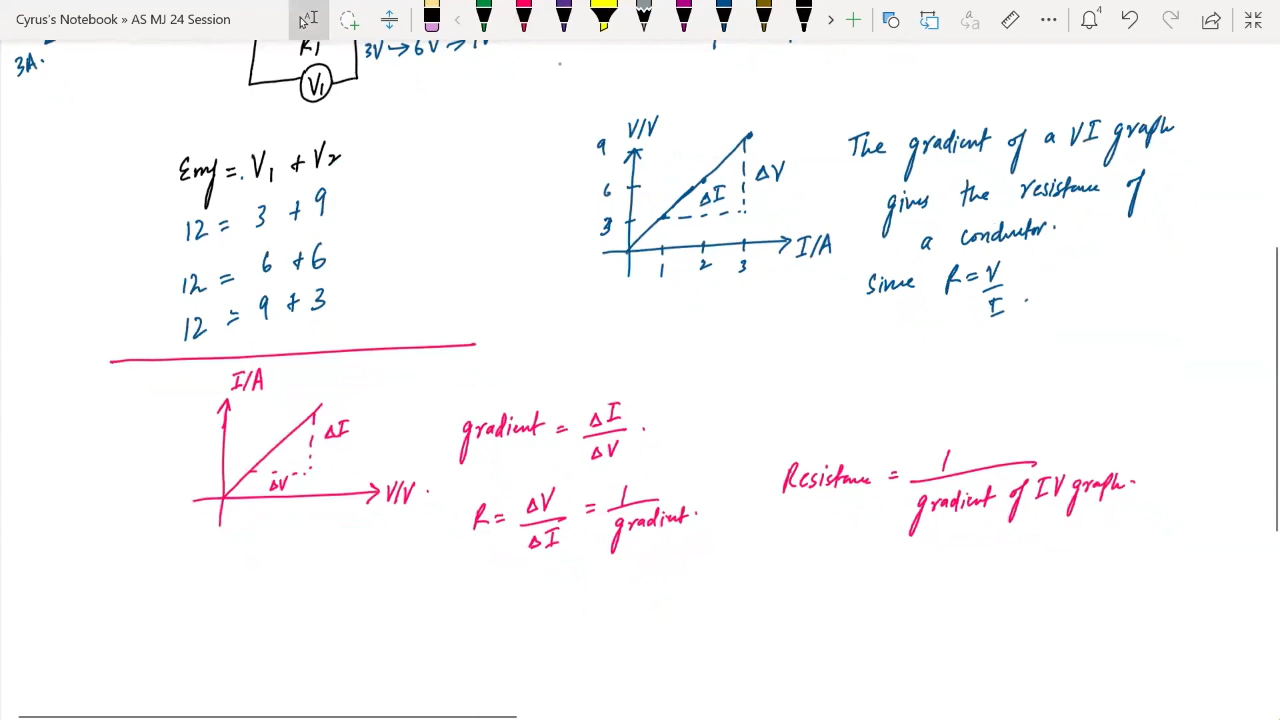 Cyrus's Notebook » AS MJ 24 Session
4
3A.
R1
3V→6V→
V1
Emf = V1 + V2
12 = 3 + 9
12 = 6 + 6
12 = 9 + 3
V/V
9
6
3
ΔI
ΔV
1 2 3
I/A
The gradient of a VI graph
gives the resistance of
a conductor.
Since R = V/I.
I/A
ΔI
ΔV
V/V.
gradient = ΔI/ΔV.
R = ΔV/ΔI = 1/gradient.
Resistance = 1/gradient of IV graph.